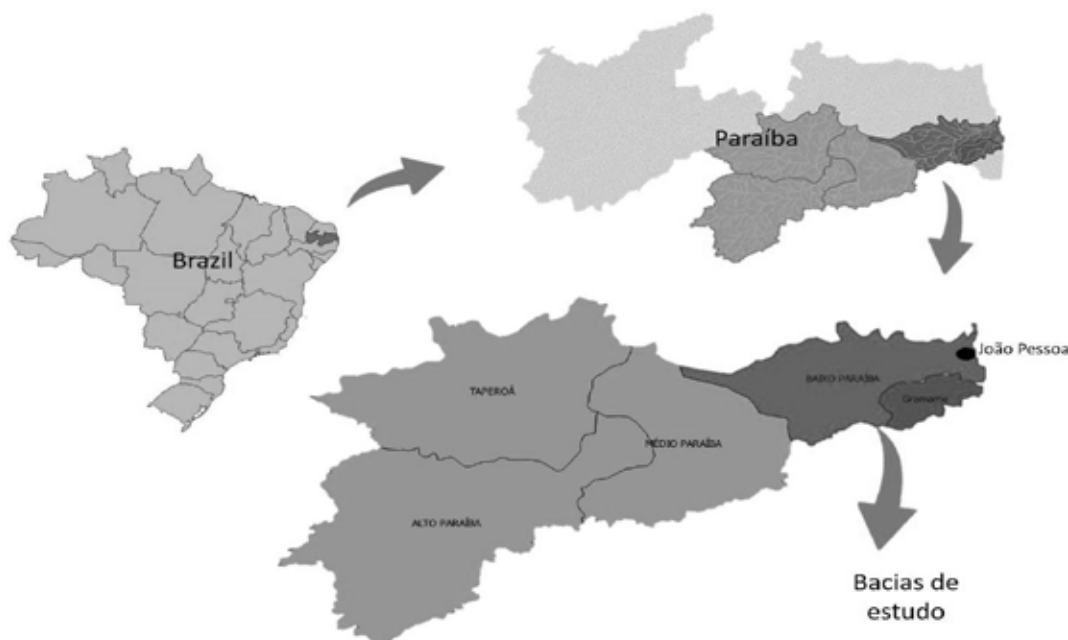 Paraíba
Brazil
João Pessoa
BAIXO PARAÍBA
TAPEROÁ
Gramame
MÉDIO PARAÍBA
ALTO PARAÍBA
Bacias de
estudo